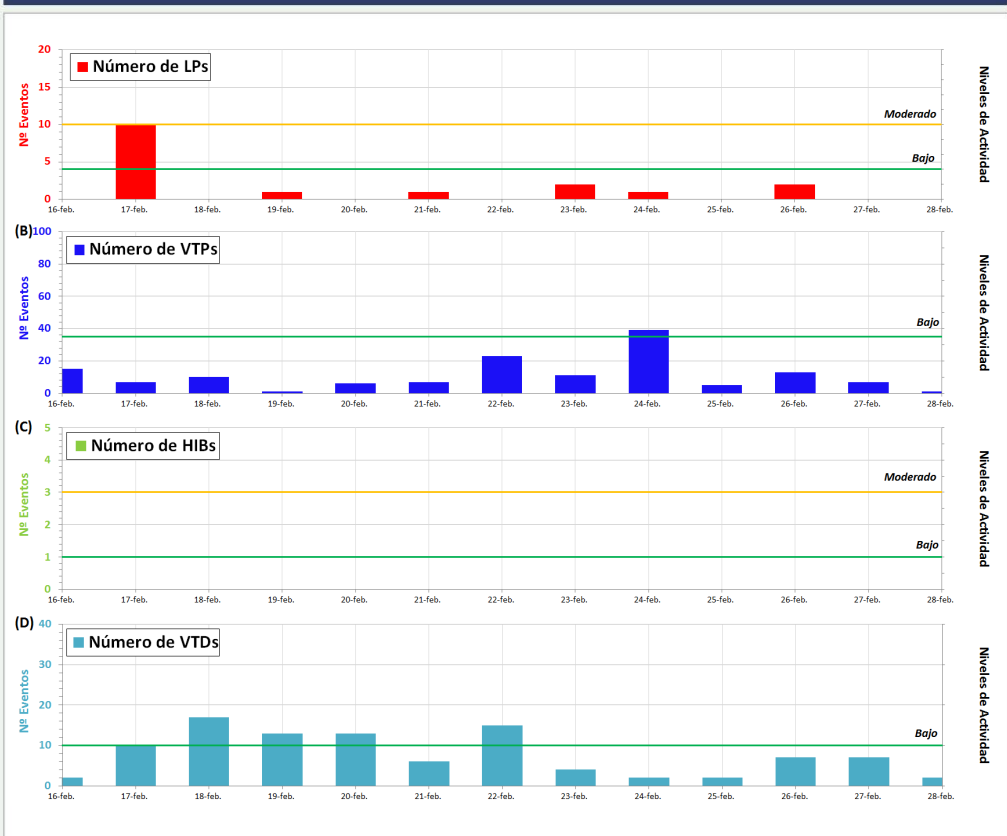 Número de LPs
20
15
10
5
0
Nº Eventos
Moderado
Bajo
Niveles de Actividad
16-feb. 17-feb. 18-feb. 19-feb. 20-feb. 21-feb. 22-feb. 23-feb. 24-feb. 25-feb. 26-feb. 27-feb. 28-feb.
(B)
Número de VTPs
100
80
60
40
20
0
Nº Eventos
Bajo
Niveles de Actividad
16-feb. 17-feb. 18-feb. 19-feb. 20-feb. 21-feb. 22-feb. 23-feb. 24-feb. 25-feb. 26-feb. 27-feb. 28-feb.
(C)
Número de HIBs
5
4
3
2
1
0
Nº Eventos
Moderado
Bajo
Niveles de Actividad
16-feb. 17-feb. 18-feb. 19-feb. 20-feb. 21-feb. 22-feb. 23-feb. 24-feb. 25-feb. 26-feb. 27-feb. 28-feb.
(D)
Número de VTDs
40
30
20
10
0
Nº Eventos
Bajo
Niveles de Actividad
16-feb. 17-feb. 18-feb. 19-feb. 20-feb. 21-feb. 22-feb. 23-feb. 24-feb. 25-feb. 26-feb. 27-feb. 28-feb.